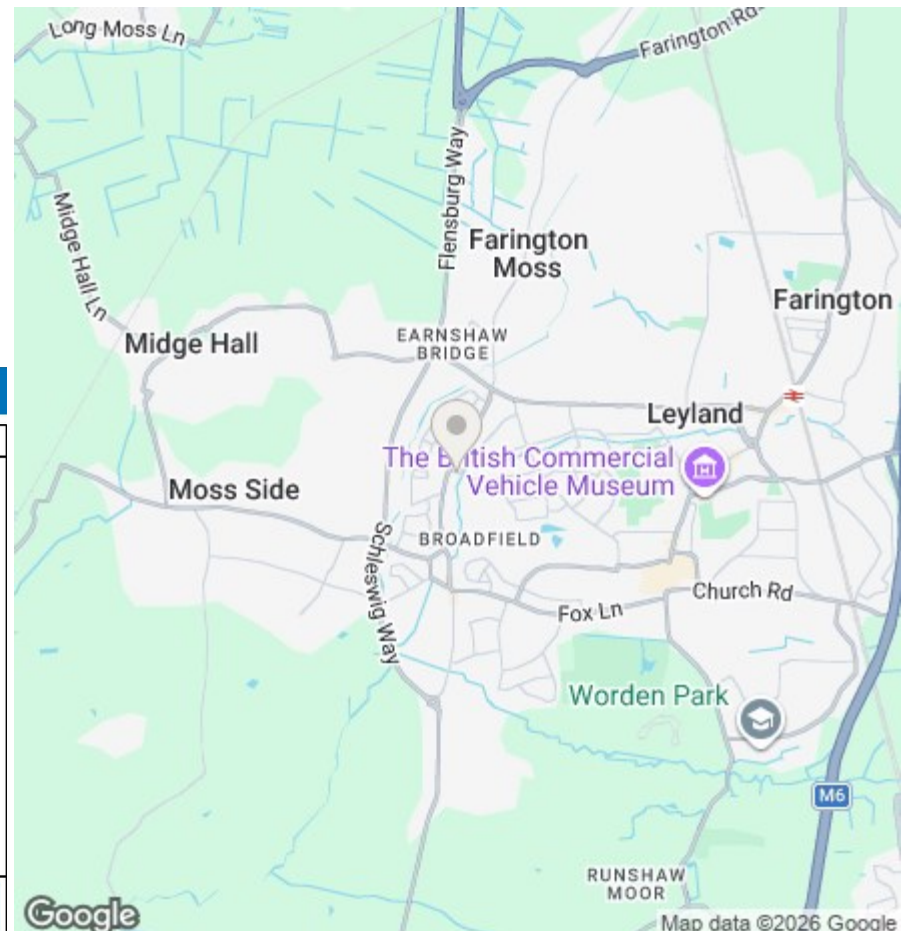 Long Moss Ln
Farington Rds
Flensburg Way
Midge Hall Ln
Farington
Moss
Farington
Midge Hall
EARNSHAW
BRIDGE
Leyland
The British Commercial
Vehicle Museum
Moss Side
BROADFIELD
Schleswig Way
Church Rd
Fox Ln
Worden Park
M6
RUNSHAW
MOOR
Google
Map data ©2026 Google